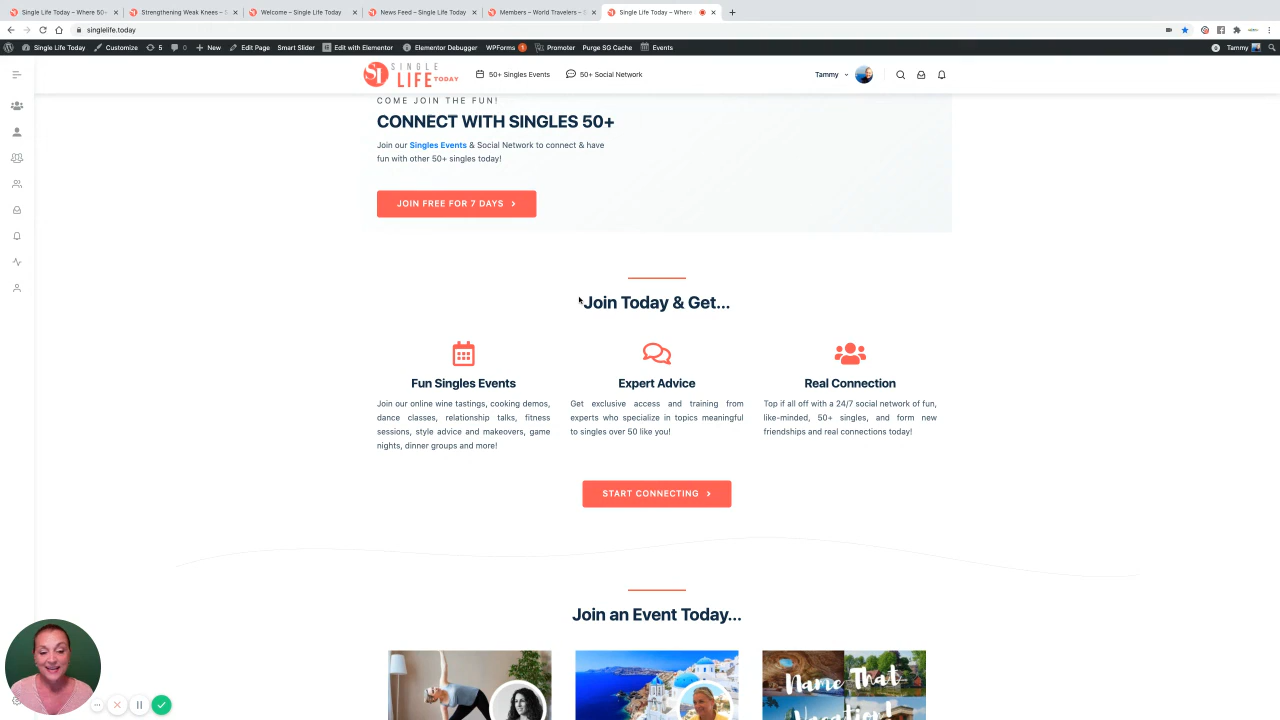 Single Life Today – Where 50+
Strengthening Weak Knees – S
Welcome – Single Life Today
News Feed – Single Life Today
Members – World Travelers – S
Single Life Today – Where
singlelife.today
Single Life Today
Customize
5
0
New
Edit Page
Smart Slider
Edit with Elementor
Elementor Debugger
WPForms 1
Promoter
Purge SG Cache
Events
Tammy
SINGLE
LIFE TODAY
50+ Singles Events
50+ Social Network
Tammy
COME JOIN THE FUN!
CONNECT WITH SINGLES 50+
Join our Singles Events & Social Network to connect & have
fun with other 50+ singles today!
JOIN FREE FOR 7 DAYS
Join Today & Get...
Fun Singles Events
Join our online wine tastings, cooking demos,
dance classes, relationship talks, fitness
sessions, style advice and makeovers, game
nights, dinner groups and more!
Expert Advice
Get exclusive access and training from
experts who specialize in topics meaningful
to singles over 50 like you!
Real Connection
Top if all off with a 24/7 social network of fun,
like-minded, 50+ singles, and form new
friendships and real connections today!
START CONNECTING
Join an Event Today...
Name That
Vacation!